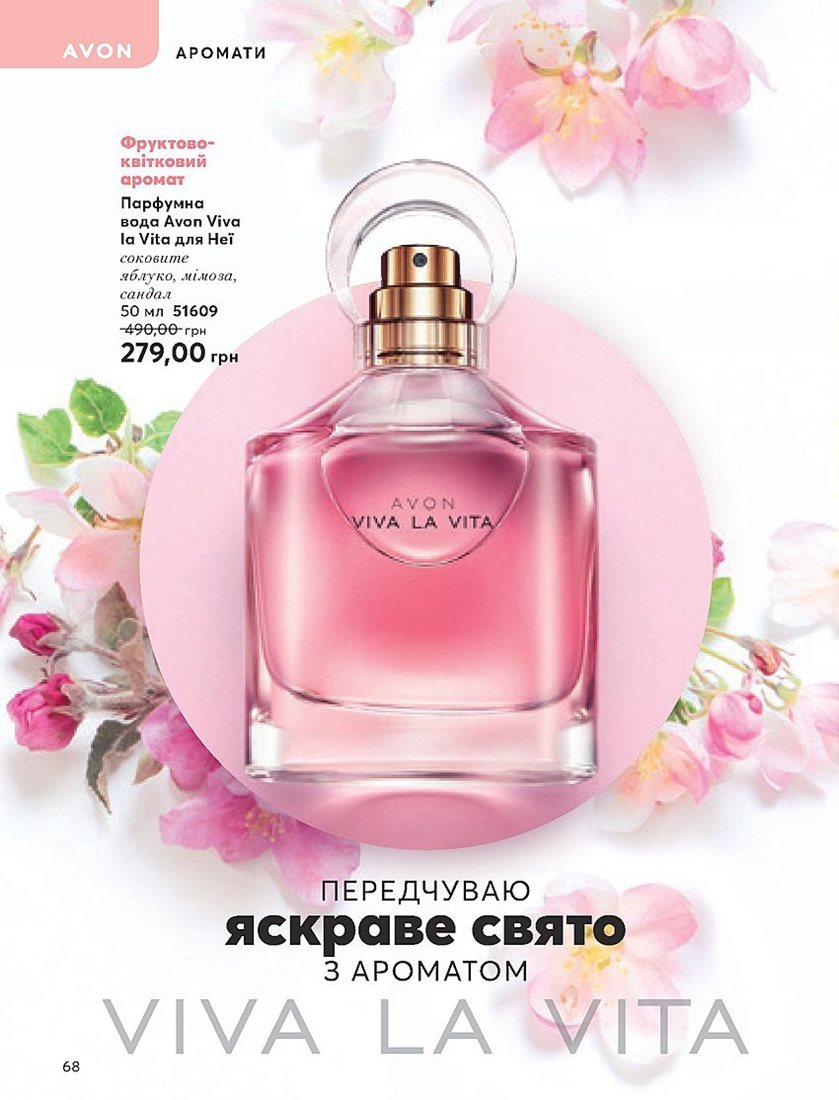 AVON
АРОМАТИ
Фруктово-
квітковий
аромат
Парфумна
вода Avon Viva
la Vita для Неї
соковите
яблуко, мімоза,
сандал
50 мл 51609
490,00 грн
279,00 грн
AVON
VIVA LA VITA
ПЕРЕДЧУВАЮ
яскраве свято
З АРОМАТОМ
VIVA LA VITA
68